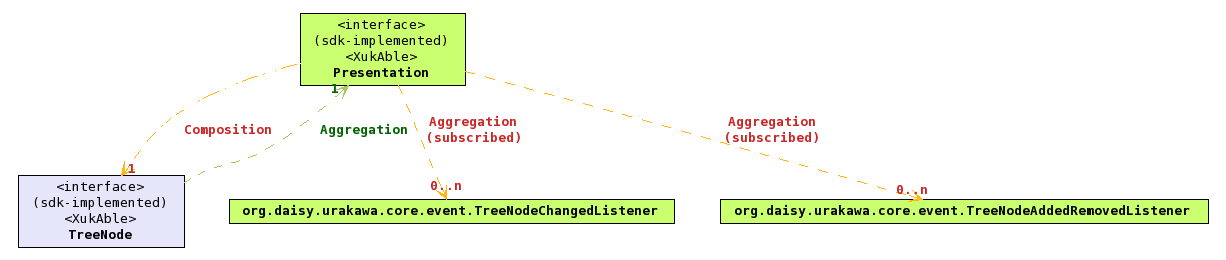 <interface>
(sdk-implemented)
<XukAble>
Presentation
1
Composition
Aggregation
Aggregation
(subscribed)
Aggregation
(subscribed)
1
0..n
0..n
<interface>
(sdk-implemented)
<XukAble>
TreeNode
org.daisy.urakawa.core.event.TreeNodeChangedListener
org.daisy.urakawa.core.event.TreeNodeAddedRemovedListener